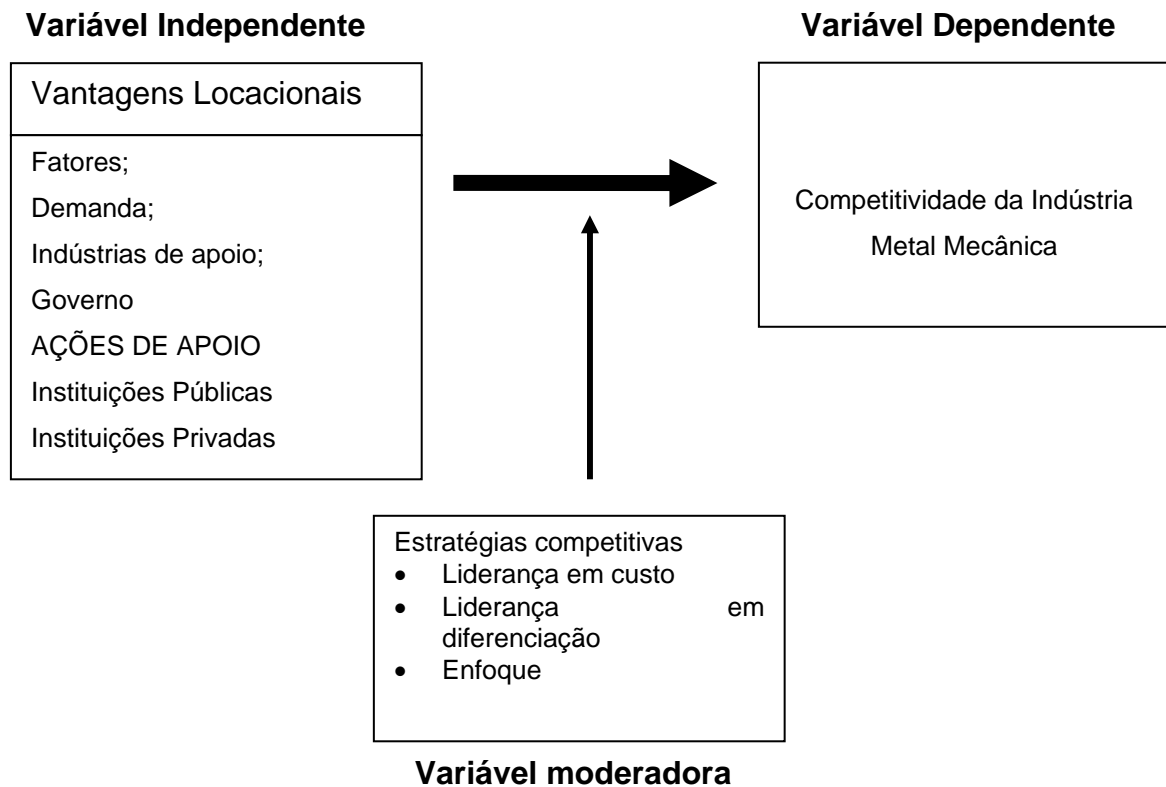 Variável Independente
Variável Dependente
Vantagens Locacionais
Fatores;
Demanda;
Indústrias de apoio;
Governo
AÇÕES DE APOIO
Instituições Públicas
Instituições Privadas
Competitividade da Indústria
Metal Mecânica
Estratégias competitivas
• Liderança em custo
• Liderança em
diferenciação
• Enfoque
Variável moderadora